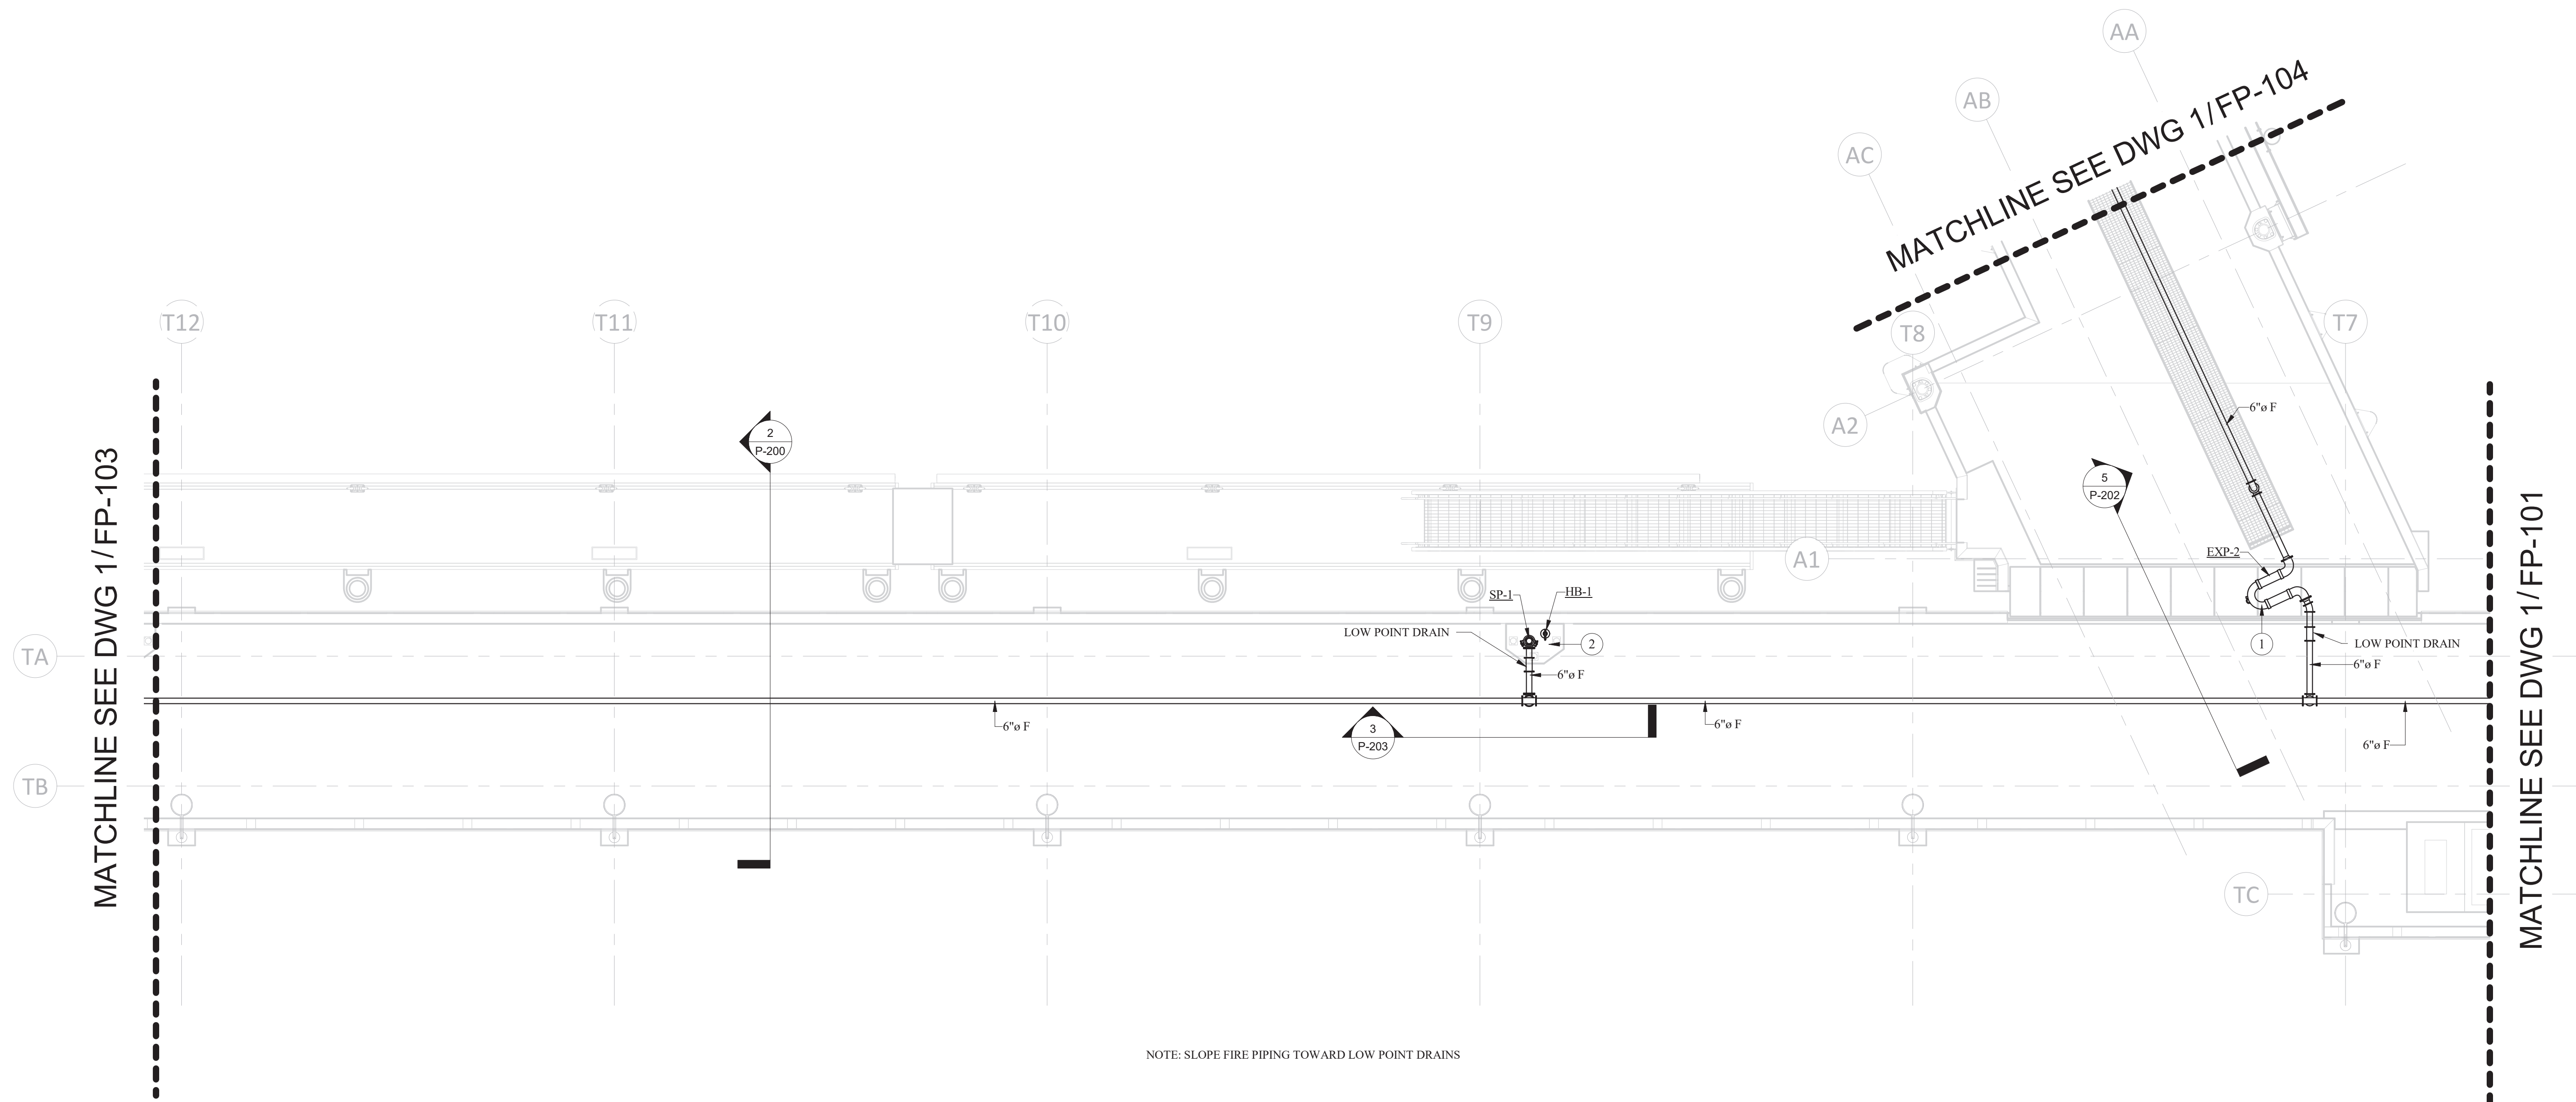 AA
AB
AC
MATCHLINE SEE DWG 1/FP-104
T12
T11
T10
T9
T8
T7
A2
6"ø F
2
P-200
5
P-202
MATCHLINE SEE DWG 1/FP-103
MATCHLINE SEE DWG 1/FP-101
A1
EXP-2
SP-1
HB-1
LOW POINT DRAIN
2
1
LOW POINT DRAIN
TA
6"ø F
6"ø F
6"ø F
3
P-203
6"ø F
6"ø F
TB
TC
NOTE: SLOPE FIRE PIPING TOWARD LOW POINT DRAINS